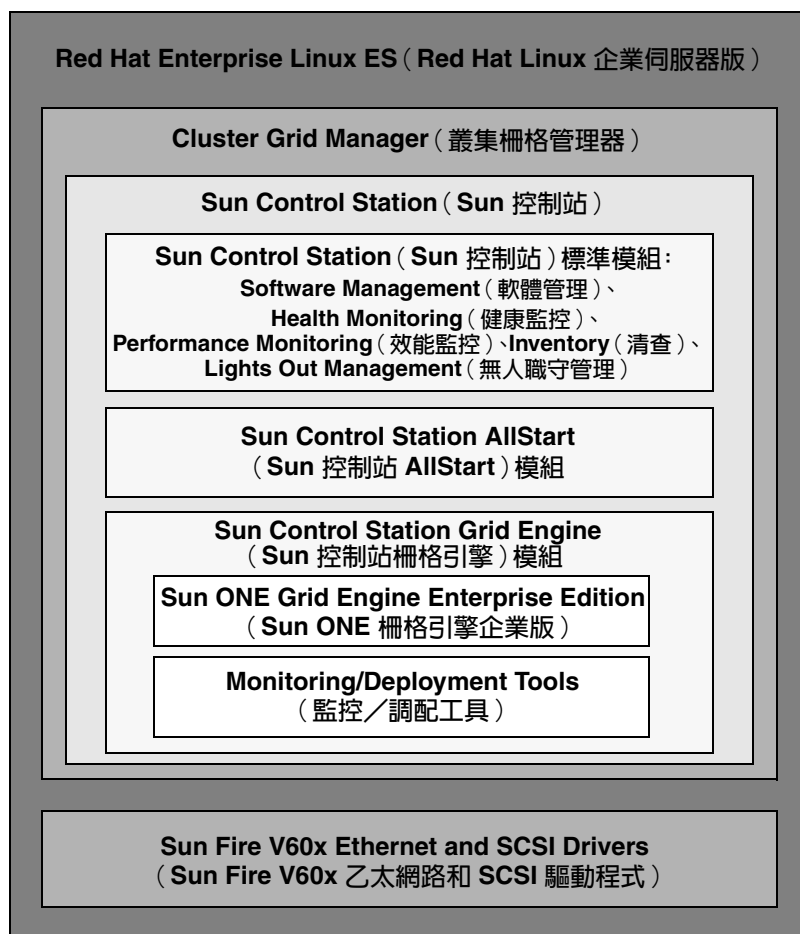 Red Hat Enterprise Linux ES（Red Hat Linux 企業伺服器版）
Cluster Grid Manager（叢集柵格管理器）
Sun Control Station（Sun 控制站）
Sun Control Station（Sun 控制站）標準模組：
Software Management（軟體管理）、
Health Monitoring（健康監控）、
Performance Monitoring（效能監控）、Inventory（清查）、
Lights Out Management（無人職守管理）
Sun Control Station AllStart
（Sun 控制站 AllStart）模組
Sun Control Station Grid Engine
（Sun 控制站柵格引擎）模組
Sun ONE Grid Engine Enterprise Edition
（Sun ONE 柵格引擎企業版）
Monitoring/Deployment Tools
（監控／調配工具）
Sun Fire V60x Ethernet and SCSI Drivers
（Sun Fire V60x 乙太網路和 SCSI 驅動程式）